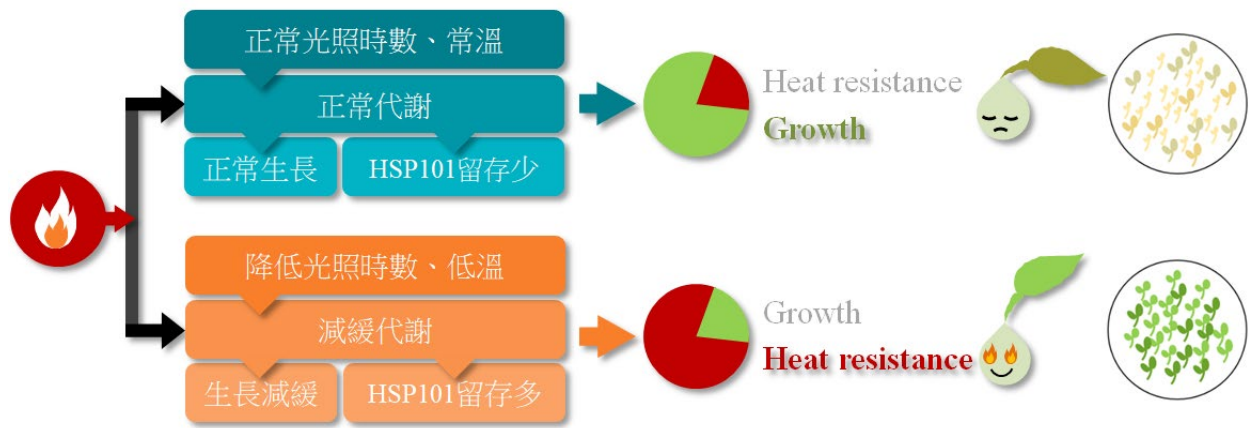 正常光照時數、常溫
正常代謝
正常生長
HSP101留存少
Heat resistance
Growth
降低光照時數、低溫
減緩代謝
生長減緩
HSP101留存多
Growth
Heat resistance